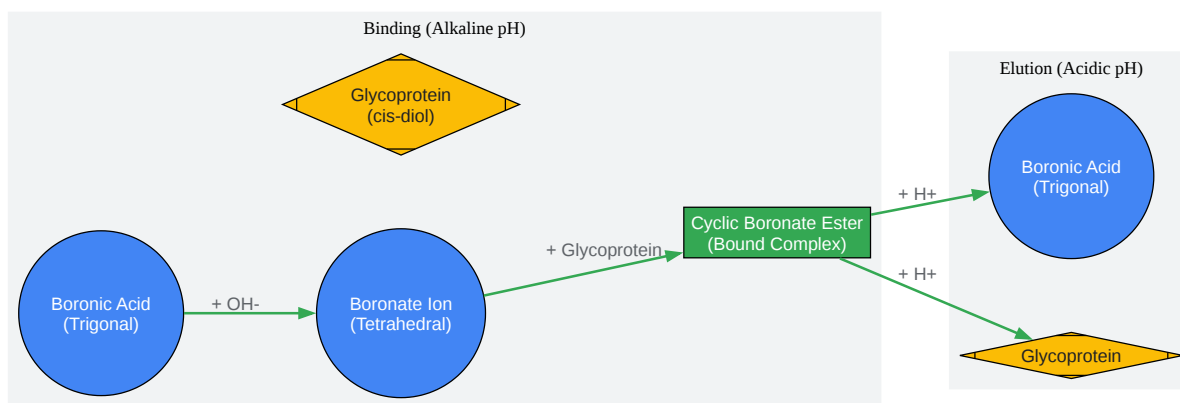 Binding (Alkaline pH)
Glycoprotein
(cis-diol)
Boronic Acid
(Trigonal)
+ OH-
Boronate Ion
(Tetrahedral)
+ Glycoprotein
Cyclic Boronate Ester
(Bound Complex)
+ H+
+ H+
Elution (Acidic pH)
Boronic Acid
(Trigonal)
Glycoprotein